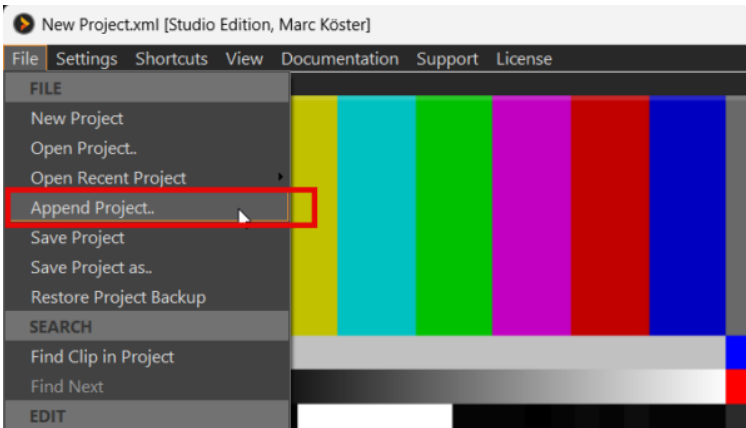 New Project.xml [Studio Edition, Marc Köster]
File Settings Shortcuts View Documentation Support License
FILE
New Project
Open Project..
Open Recent Project
Append Project..
Save Project
Save Project as..
Restore Project Backup
SEARCH
Find Clip in Project
Find Next
EDIT